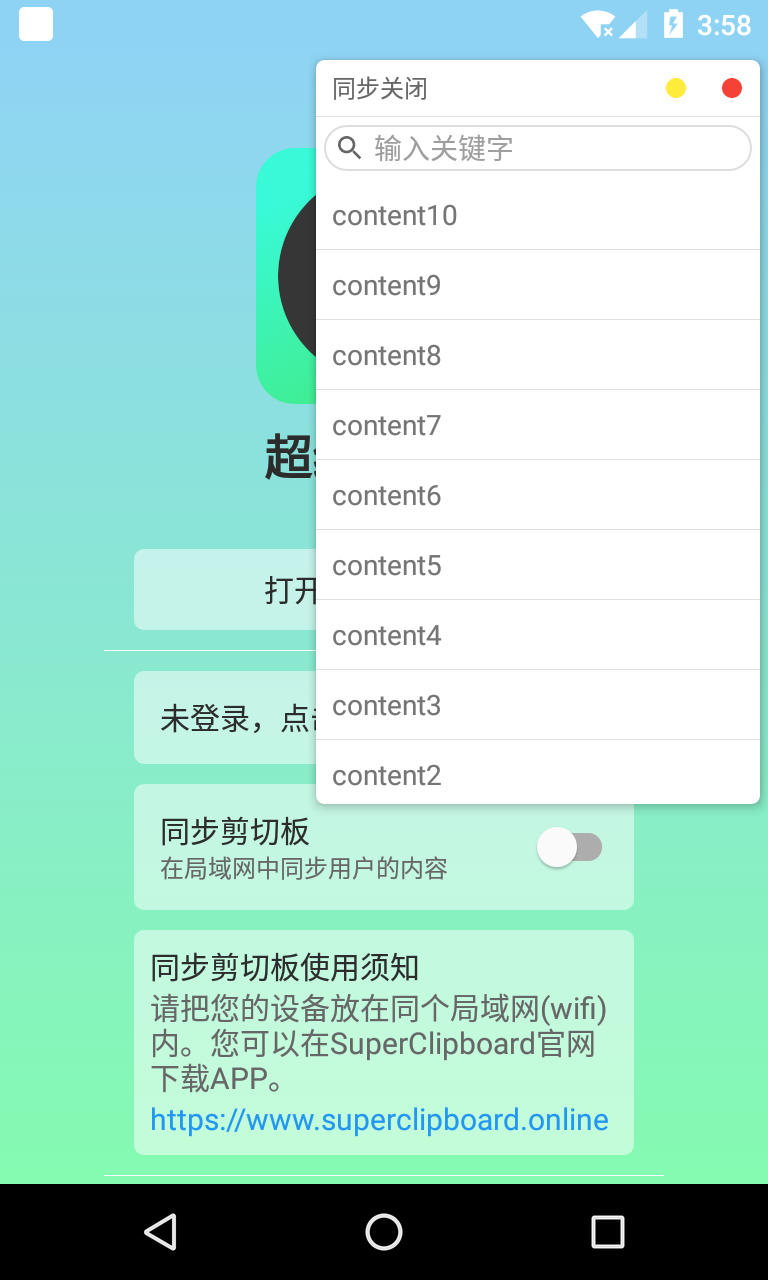 3:58
同步关闭
输入关键字
content10
content9
content8
content7
content6
content5
content4
content3
content2
超
打开
未登录，点
同步剪切板
在局域网中同步用户的内容
同步剪切板使用须知
请把您的设备放在同个局域网(wifi)
内。您可以在SuperClipboard官网
下载APP。
https://www.superclipboard.online